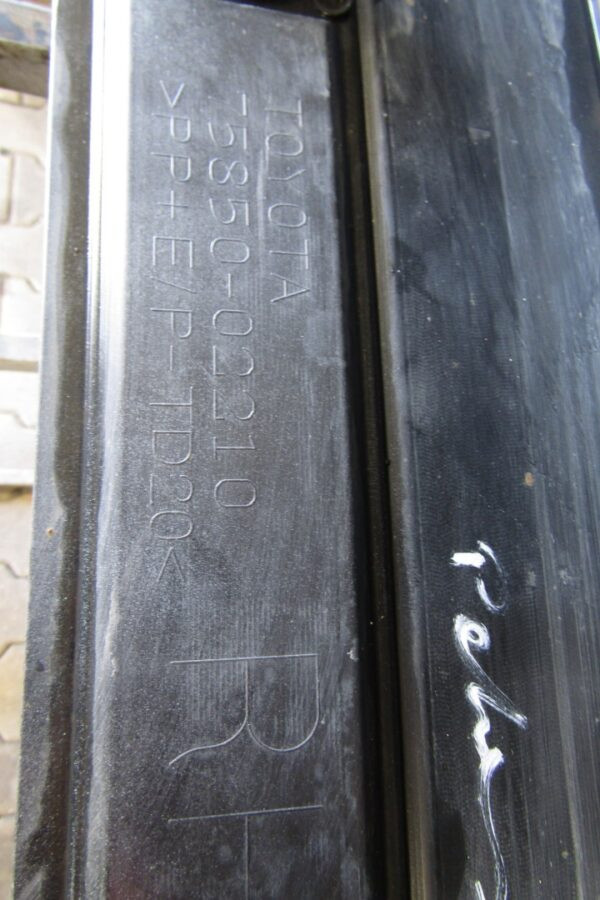 TOYOTA
75850-02210
>PP+E/P-TD20<
RH